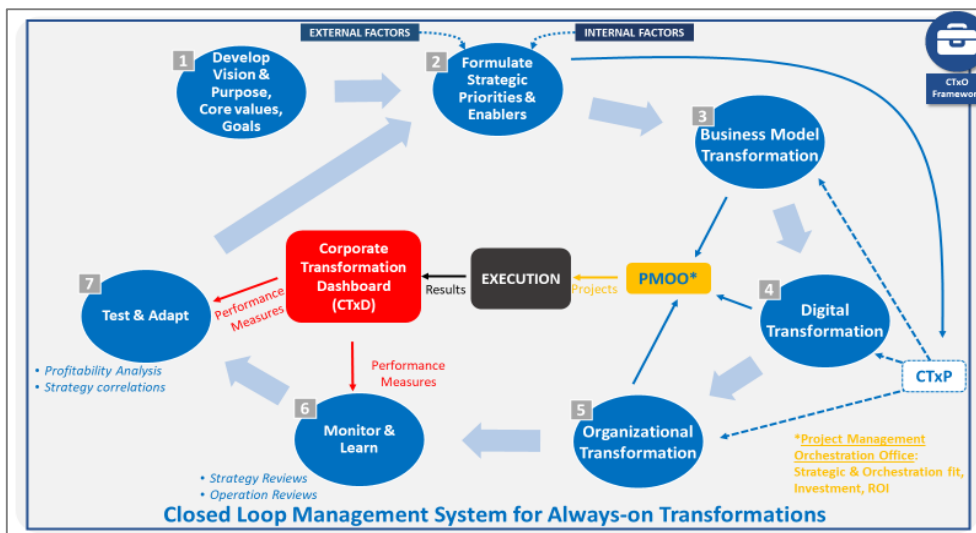 EXTERNAL FACTORS
INTERNAL FACTORS
CTxO
Framework
1
Develop
Vision &
Purpose,
Core values,
Goals
2
Formulate
Strategic
Priorities &
Enablers
3
Business Model
Transformation
7
Test & Adapt
Performance
Measures
Corporate
Transformation
Dashboard
(CTxD)
Results
EXECUTION
Projects
PMOO*
4
Digital
Transformation
CTxP
• Profitability Analysis
• Strategy correlations
Performance
Measures
6
Monitor &
Learn
5
Organizational
Transformation
*Project Management
Orchestration Office:
Strategic & Orchestration fit,
Investment, ROI
• Strategy Reviews
• Operation Reviews
Closed Loop Management System for Always-on Transformations